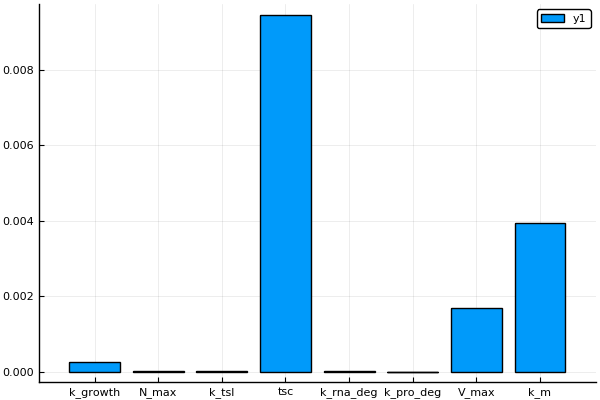 y1
0.008
0.006
0.004
0.002
0.000
k_growth N_max k_tsl tsc k_rna_deg k_pro_deg V_max k_m